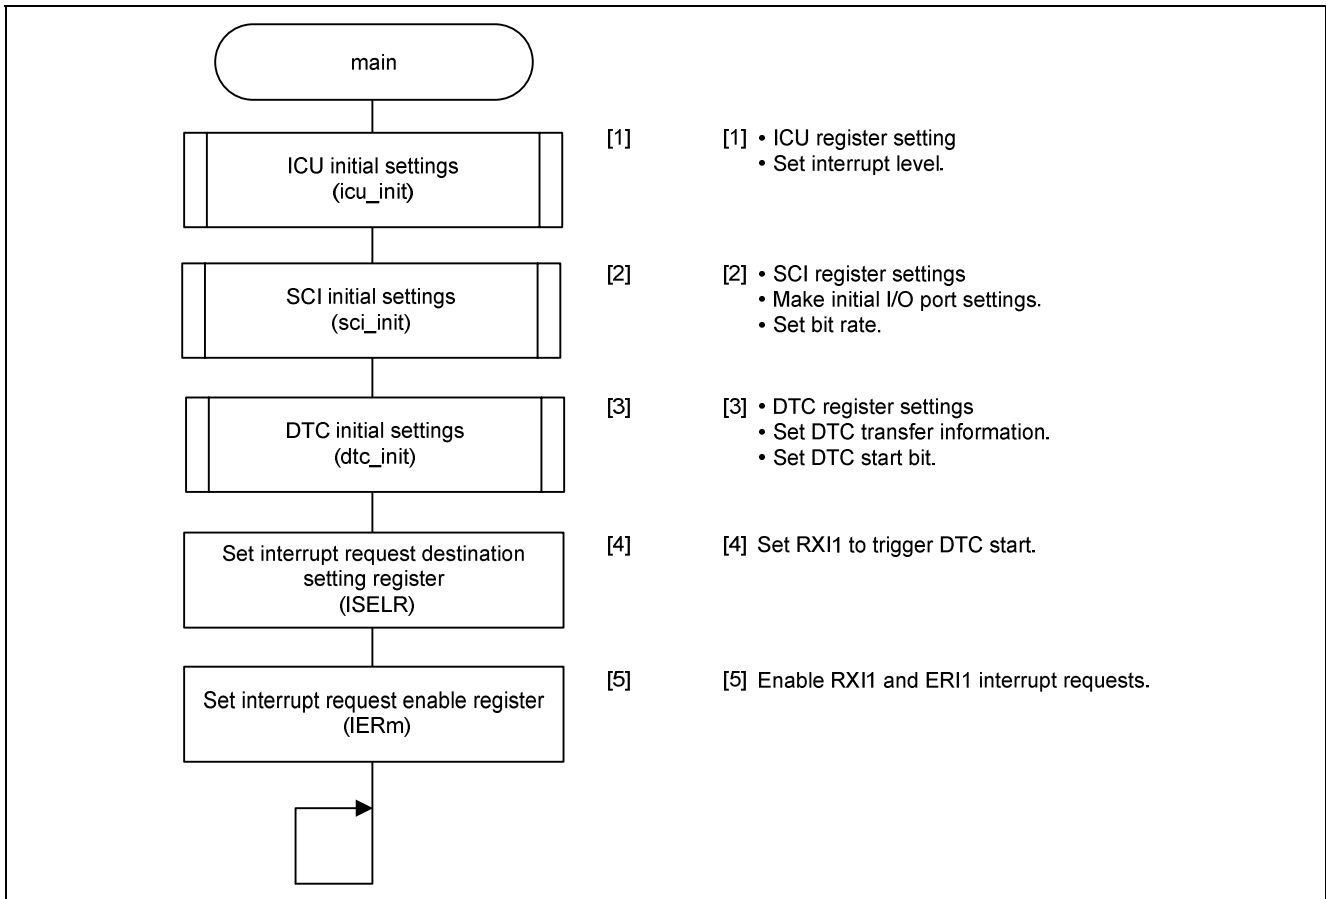 main
ICU initial settings
(icu_init)
[1]
[1] • ICU register setting
• Set interrupt level.
SCI initial settings
(sci_init)
[2]
[2] • SCI register settings
• Make initial I/O port settings.
• Set bit rate.
DTC initial settings
(dtc_init)
[3]
[3] • DTC register settings
• Set DTC transfer information.
• Set DTC start bit.
Set interrupt request destination
setting register
(ISELR)
[4]
[4] Set RXI1 to trigger DTC start.
Set interrupt request enable register
(IERm)
[5]
[5] Enable RXI1 and ERI1 interrupt requests.